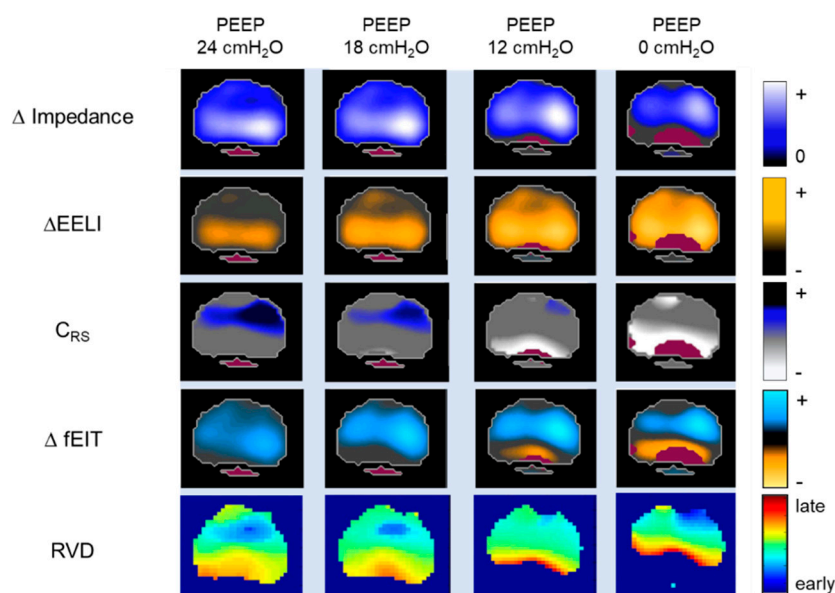 PEEP
24 cmH₂O
PEEP
18 cmH₂O
PEEP
12 cmH₂O
PEEP
0 cmH₂O
Δ Impedance
+
0
ΔEELI
+
-
C_RS
+
-
Δ fEIT
+
-
RVD
late
early